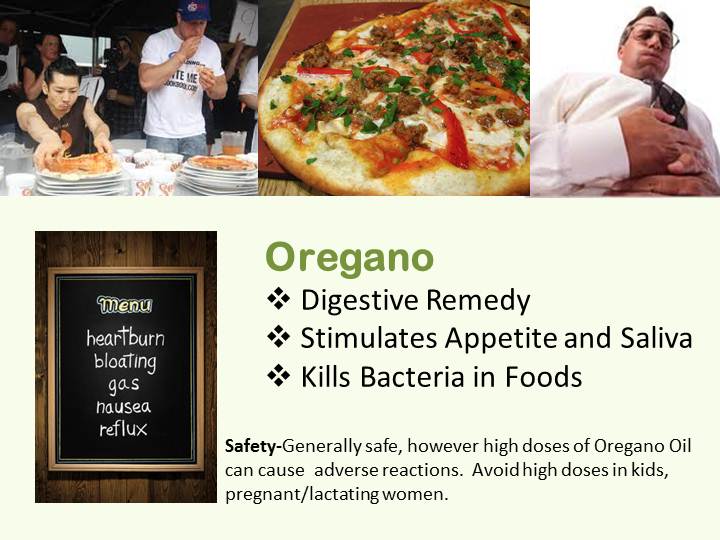 Oregano
❖ Digestive Remedy
❖ Stimulates Appetite and Saliva
❖ Kills Bacteria in Foods
Menu
heartburn
bloating
gas
nausea
reflux
Safety-Generally safe, however high doses of Oregano Oil
can cause  adverse reactions.  Avoid high doses in kids,
pregnant/lactating women.